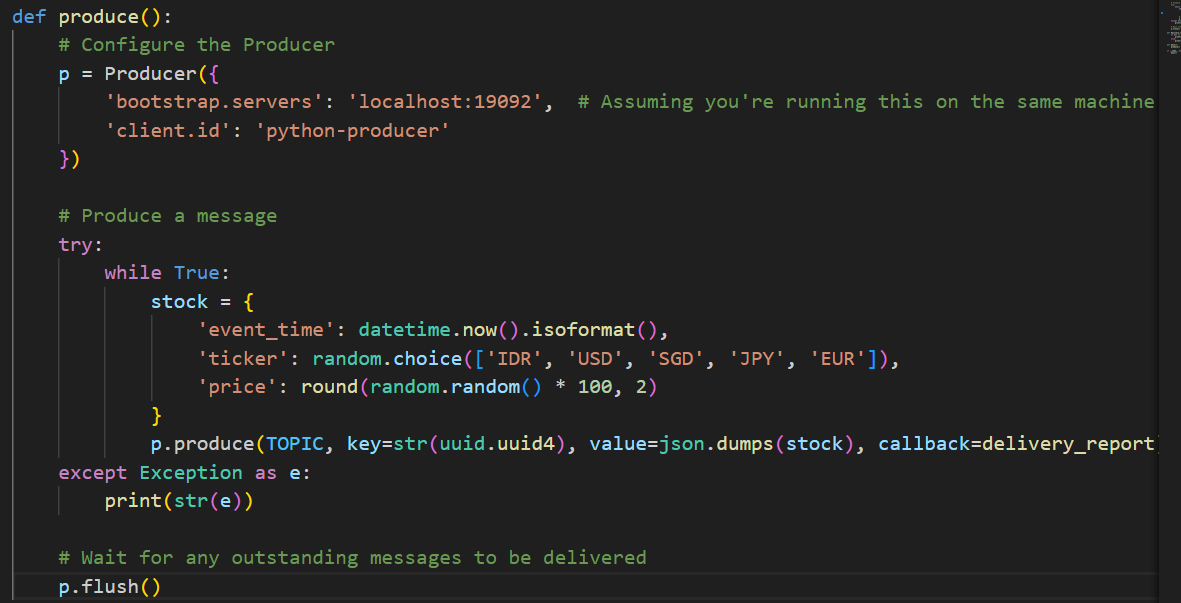 def produce():
    # Configure the Producer
    p = Producer({
        'bootstrap.servers': 'localhost:19092',  # Assuming you're running this on the same machine
        'client.id': 'python-producer'
    })

    # Produce a message
    try:
        while True:
            stock = {
                'event_time': datetime.now().isoformat(),
                'ticker': random.choice(['IDR', 'USD', 'SGD', 'JPY', 'EUR']),
                'price': round(random.random() * 100, 2)
            }
            p.produce(TOPIC, key=str(uuid.uuid4), value=json.dumps(stock), callback=delivery_report)
    except Exception as e:
        print(str(e))

    # Wait for any outstanding messages to be delivered
    p.flush()